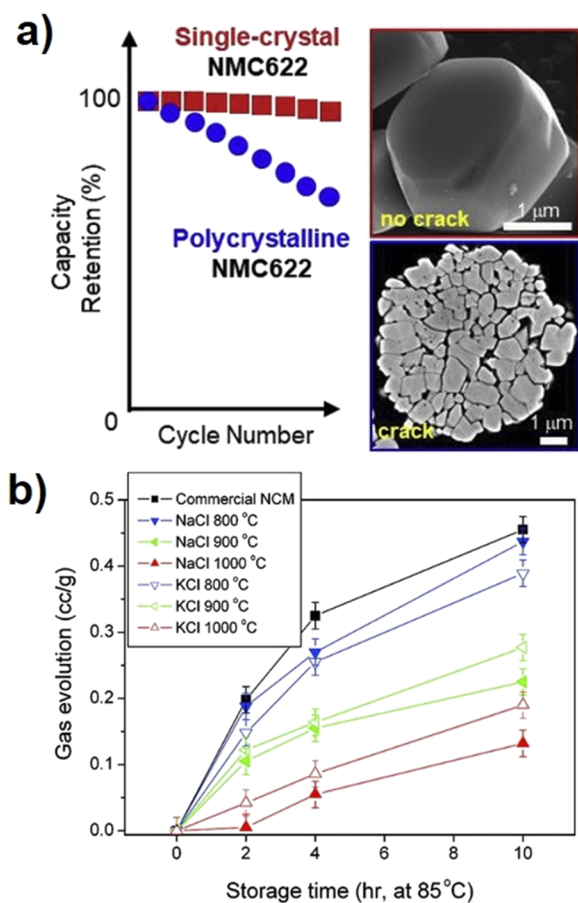 a)
Single-crystal
NMC622
100
Capacity
Retention (%)
Polycrystalline
NMC622
0
Cycle Number
no crack
1 μm
crack
1 μm
b)
0.5
0.4
0.3
0.2
0.1
0.0
Gas evolution (cc/g)
Commercial NCM
NaCl 800 °C
NaCl 900 °C
NaCl 1000 °C
KCl 800 °C
KCl 900 °C
KCl 1000 °C
0 2 4 6 8 10
Storage time (hr, at 85°C)